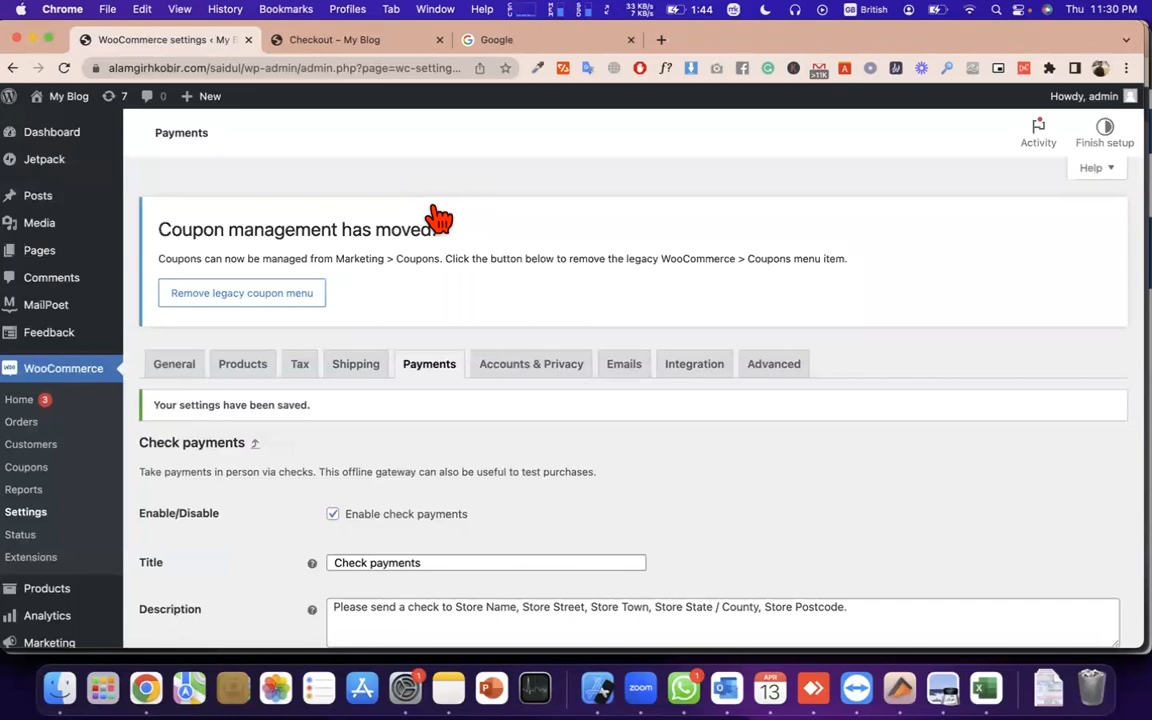 Chrome File Edit View History Bookmarks Profiles Tab Window Help 33 KB/s 7 KB/s 1:44 British Thu 11:30 PM
WooCommerce settings ‹ My B Checkout – My Blog Google
alamgirhkobir.com/saidul/wp-admin/admin.php?page=wc-setting...
My Blog 7 0 New Howdy, admin
Dashboard
Jetpack
Posts
Media
Pages
Comments
MailPoet
Feedback
WooCommerce
Home 3
Orders
Customers
Coupons
Reports
Settings
Status
Extensions
Products
Analytics
Marketing
Payments
Activity
Finish setup
Help
Coupon management has moved!
Coupons can now be managed from Marketing > Coupons. Click the button below to remove the legacy WooCommerce > Coupons menu item.
Remove legacy coupon menu
General Products Tax Shipping Payments Accounts & Privacy Emails Integration Advanced
Your settings have been saved.
Check payments
Take payments in person via checks. This offline gateway can also be useful to test purchases.
Enable/Disable Enable check payments
Title Check payments
Description Please send a check to Store Name, Store Street, Store Town, Store State / County, Store Postcode.
APR
13
zoom